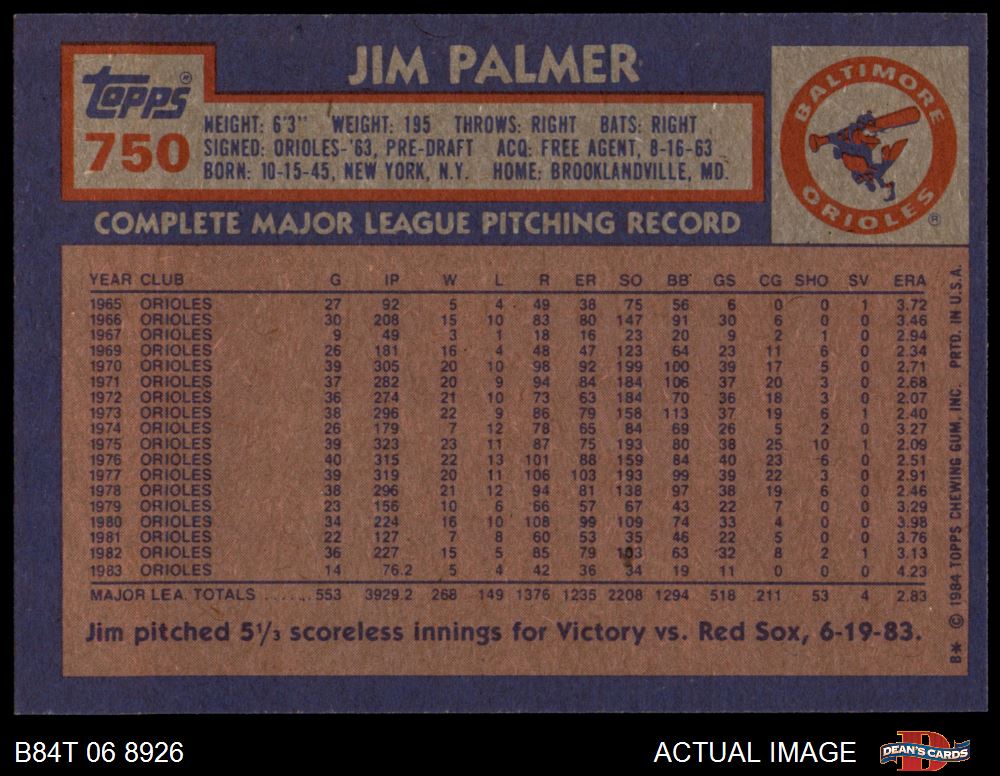 JIM PALMER
Topps®
750
HEIGHT: 6'3" WEIGHT: 195 THROWS: RIGHT BATS: RIGHT
SIGNED: ORIOLES-'63, PRE-DRAFT ACQ: FREE AGENT, 8-16-63
BORN: 10-15-45, NEW YORK, N.Y. HOME: BROOKLANDVILLE, MD.
BALTIMORE ORIOLES ®
COMPLETE MAJOR LEAGUE PITCHING RECORD
YEAR CLUB G IP W L R ER SO BB GS CG SHO SV ERA
1965 ORIOLES 27 92 5 4 49 38 75 56 6 0 0 1 3.72
1966 ORIOLES 30 208 15 10 83 80 147 91 30 6 0 0 3.46
1967 ORIOLES 9 49 3 1 18 16 23 20 9 2 1 0 2.94
1969 ORIOLES 26 181 16 4 48 47 123 64 23 11 6 0 2.34
1970 ORIOLES 39 305 20 10 98 92 199 100 39 17 5 0 2.71
1971 ORIOLES 37 282 20 9 94 84 184 106 37 20 3 0 2.68
1972 ORIOLES 36 274 21 10 73 63 184 70 36 18 3 0 2.07
1973 ORIOLES 38 296 22 9 86 79 158 113 37 19 6 1 2.40
1974 ORIOLES 26 179 7 12 78 65 84 69 26 5 2 0 3.27
1975 ORIOLES 39 323 23 11 87 75 193 80 38 25 10 1 2.09
1976 ORIOLES 40 315 22 13 101 88 159 84 40 23 6 0 2.51
1977 ORIOLES 39 319 20 11 106 103 193 99 39 22 3 0 2.91
1978 ORIOLES 38 296 21 12 94 81 138 97 38 19 6 0 2.46
1979 ORIOLES 23 156 10 6 66 57 67 43 22 7 0 0 3.29
1980 ORIOLES 34 224 16 10 108 99 109 74 33 4 0 0 3.98
1981 ORIOLES 22 127 7 8 60 53 35 46 22 5 0 0 3.76
1982 ORIOLES 36 227 15 5 85 79 103 63 32 8 2 1 3.13
1983 ORIOLES 14 76.2 5 4 42 36 34 19 11 0 0 0 4.23
MAJOR LEA. TOTALS ....... 553 3929.2 268 149 1376 1235 2208 1294 518 211 53 4 2.83
Jim pitched 5⅓ scoreless innings for Victory vs. Red Sox, 6-19-83.
B* © 1984 TOPPS CHEWING GUM, INC. PRTD. IN U.S.A.
B84T 06 8926
ACTUAL IMAGE
DEAN'S CARDS